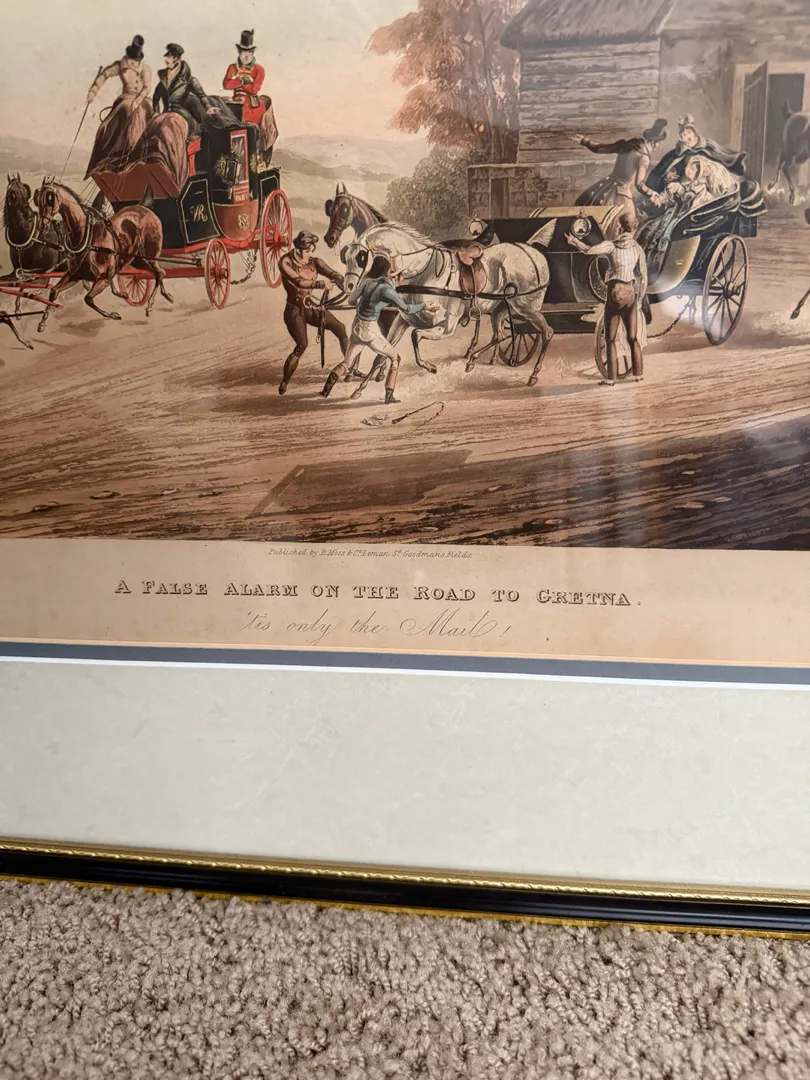 VR
Published by B. Moss & Co. Leman St. Goodmans Fields.
A FALSE ALARM ON THE ROAD TO GRETNA.
'tis only the Mail!